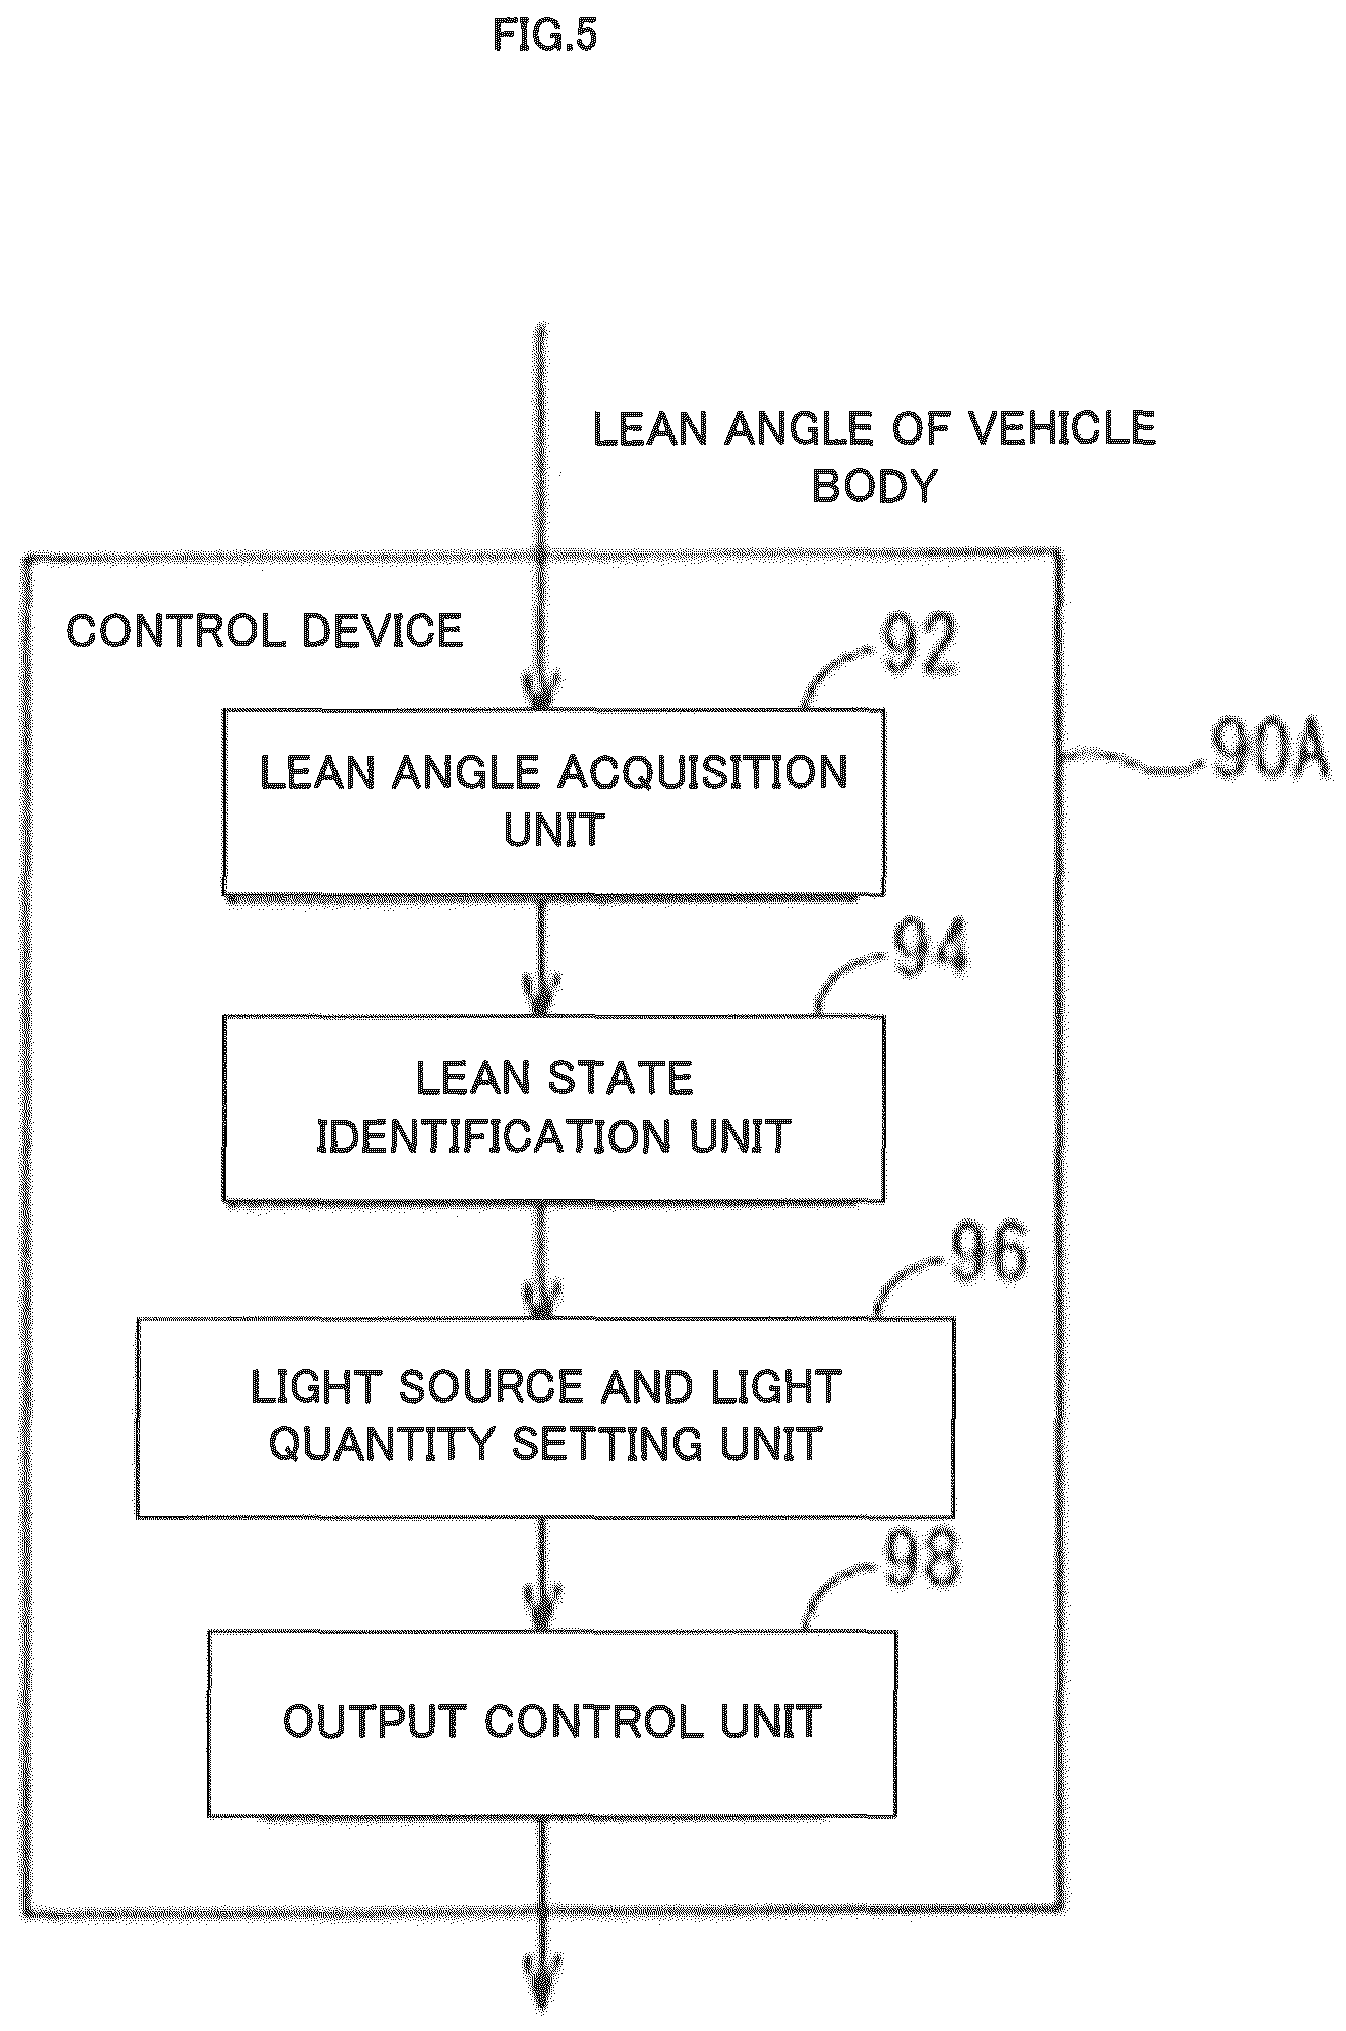 FIG.5
LEAN ANGLE OF VEHICLE
BODY
CONTROL DEVICE
92
90A
LEAN ANGLE ACQUISITION
UNIT
94
LEAN STATE
IDENTIFICATION UNIT
96
LIGHT SOURCE AND LIGHT
QUANTITY SETTING UNIT
98
OUTPUT CONTROL UNIT